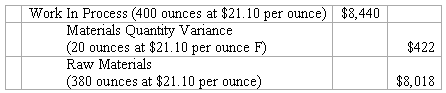 Work In Process (400 ounces at $21.10 per ounce) $8,440
Materials Quantity Variance
(20 ounces at $21.10 per ounce F) $422
Raw Materials
(380 ounces at $21.10 per ounce) $8,018